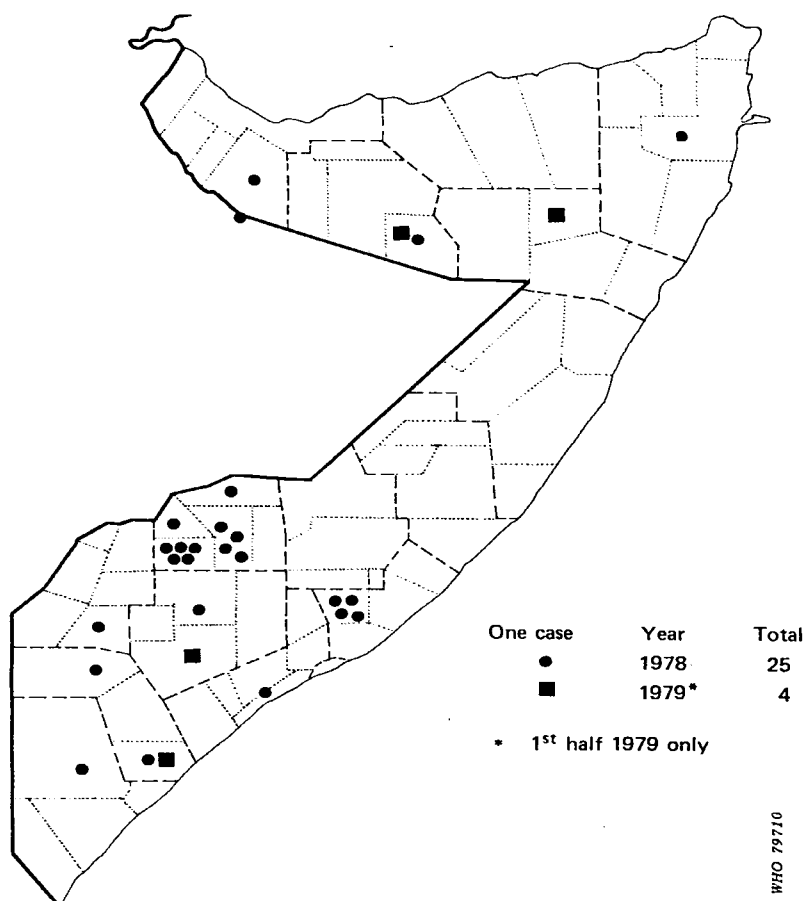 One case Year Total
● 1978 25
■ 1979* 4
* 1st half 1979 only
WHO 79710